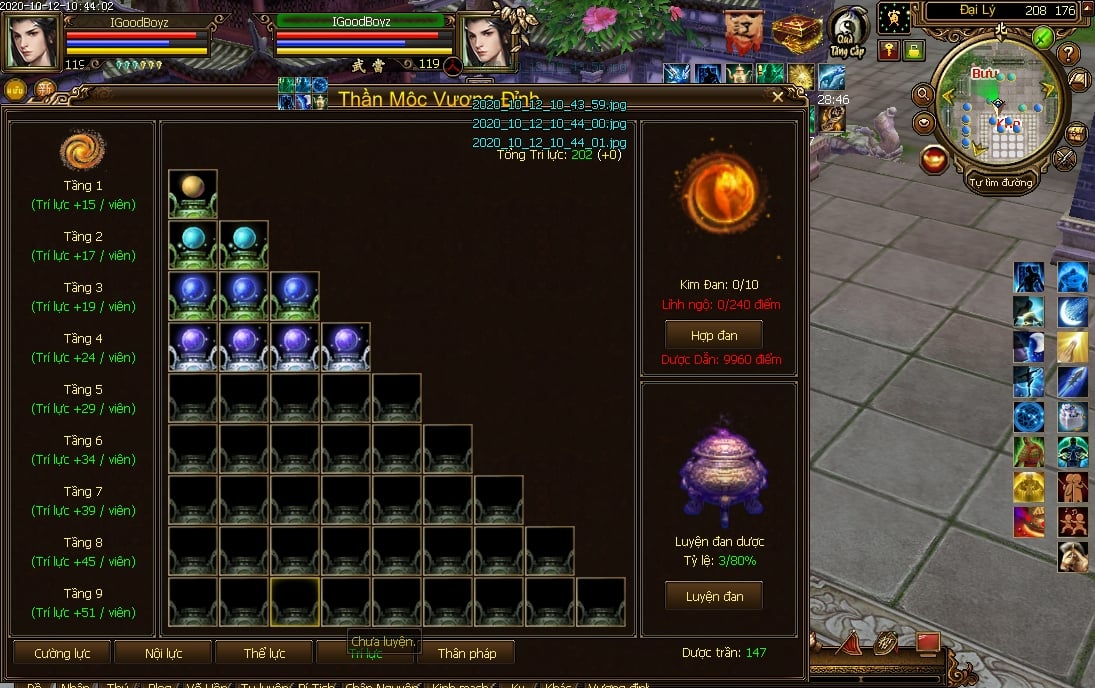 2020-10-12-10:44:02
IGoodBoyz
IGoodBoyz
119
武當
119
Quà
Tặng Cấp
Đại Lý
208 176
北
Bưu
28:46
Tự tìm đường
Thần Mộc Vương Đỉnh
2020_10_12_10_43_59.jpg
2020_10_12_10_44_00.jpg
2020_10_12_10_44_01.jpg
Tổng Trí lực: 202 (+0)
Tầng 1
(Trí lực +15 / viên)
Tầng 2
(Trí lực +17 / viên)
Tầng 3
(Trí lực +19 / viên)
Tầng 4
(Trí lực +24 / viên)
Tầng 5
(Trí lực +29 / viên)
Tầng 6
(Trí lực +34 / viên)
Tầng 7
(Trí lực +39 / viên)
Tầng 8
(Trí lực +45 / viên)
Tầng 9
(Trí lực +51 / viên)
Kim Đan: 0/10
Lĩnh ngộ: 0/240 điểm
Hợp đan
Dược Dẫn: 9960 điểm
Luyện đan dược
Tỷ lệ: 3/80%
Luyện đan
Chưa luyện.
Cường lực
Nội lực
Thể lực
Trí lực
Thân pháp
Dược trần: 147